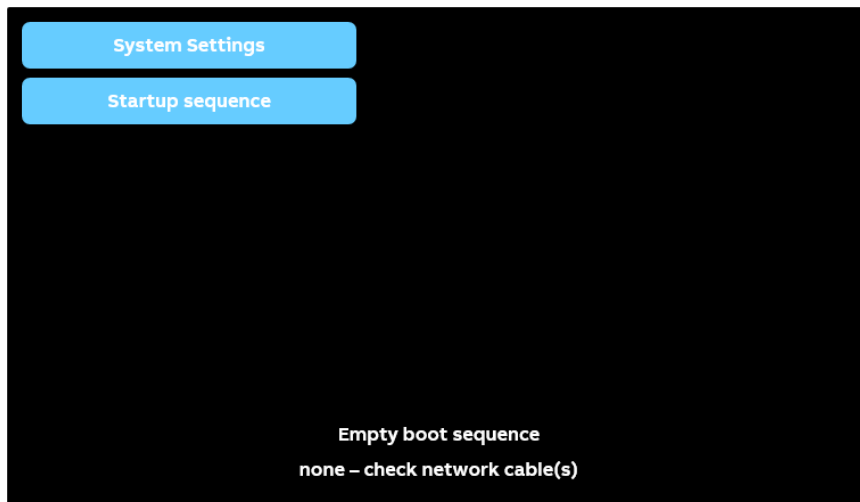 System Settings
Startup sequence
Empty boot sequence
none – check network cable(s)